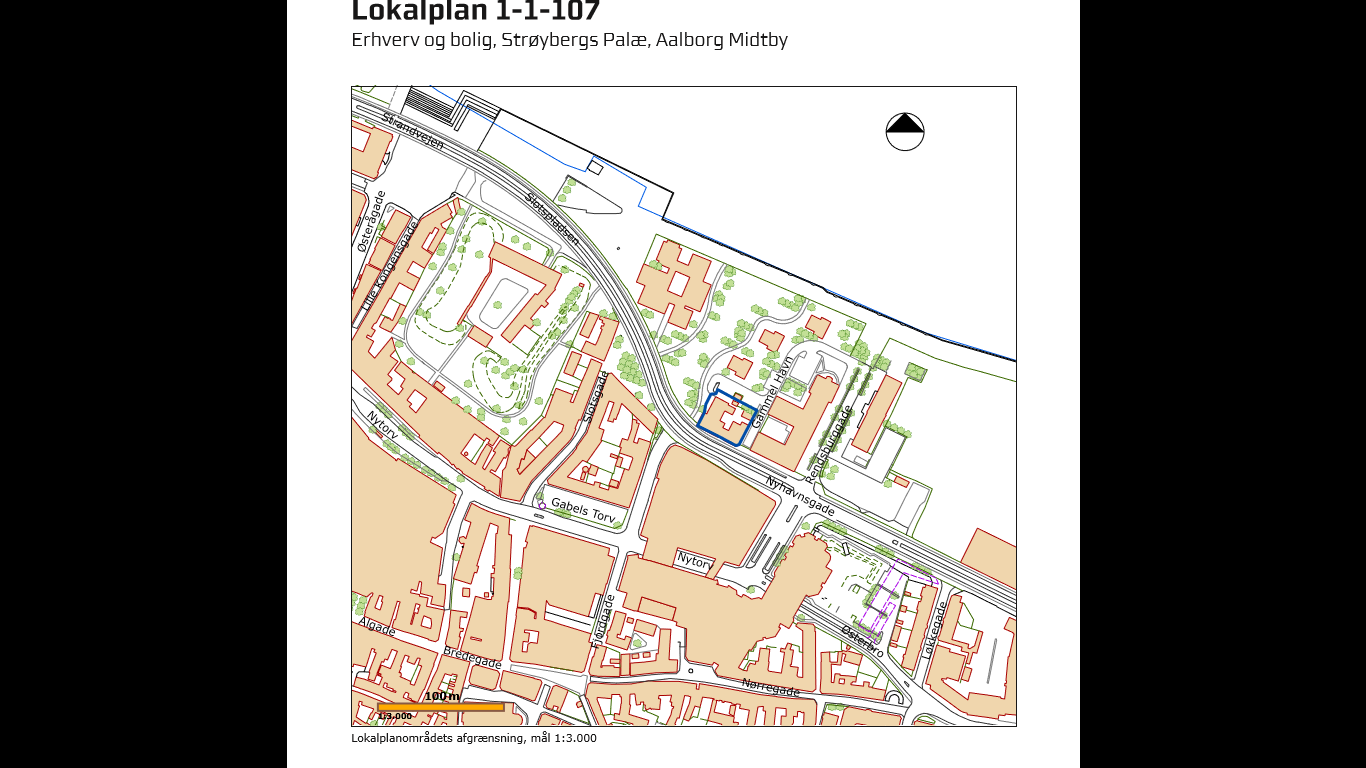 Lokalplan 1-1-107
Erhverv og bolig, Strøybergs Palæ, Aalborg Midtby
Strandvejen
Slotspladsen
Østerågade
Lille Kongensgade
Slotsgade
Gammel Havn
Rendsburggade
Nytorv
Gabels Torv
Nyhavnsgade
Nytorv
Fjordgade
Østerbro
Løkkegade
Algade
Bredegade
Nørregade
100 m
1:3.000
Lokalplanområdets afgrænsning, mål 1:3.000